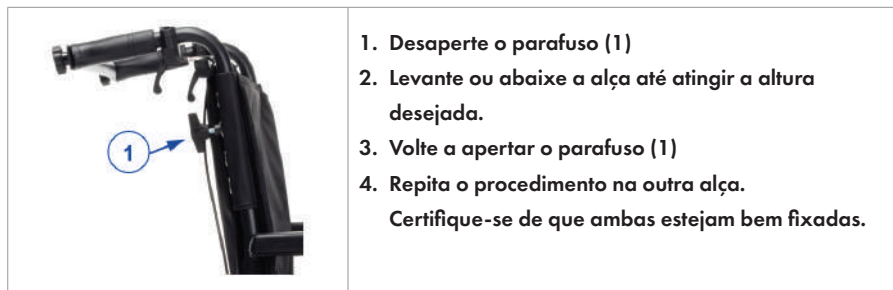 1
1. Desaperte o parafuso (1)
2. Levante ou abaixe a alça até atingir a altura
desejada.
3. Volte a apertar o parafuso (1)
4. Repita o procedimento na outra alça.
Certifique-se de que ambas estejam bem fixadas.